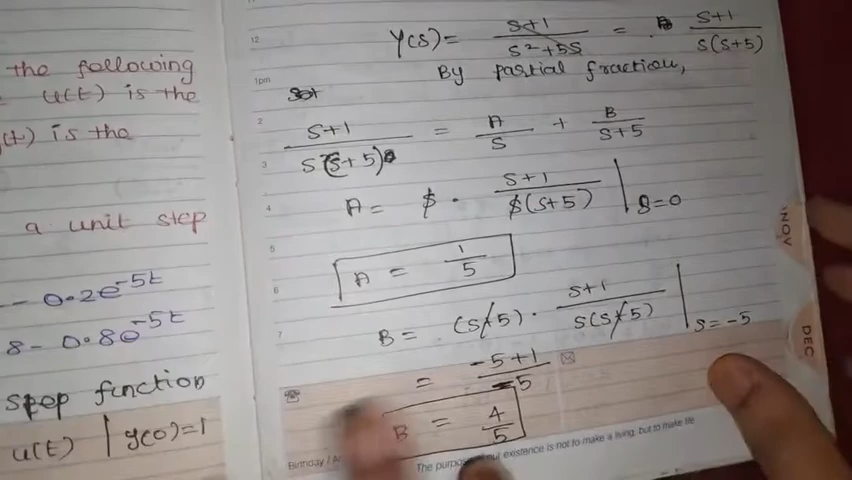 the following
u(t) is the
(t) is the
a unit step
-- 0.2e^-5t
8 - 0.8e^-5t
step function
u(t) | y(0)=1
12
Y(s) = s+1 / s²+5s = s+1 / s(s+5)
By partial fraction,
1pm
2
s+1 / s(s+5) = A / s + B / s+5
3
4
A = s . s+1 / s(s+5) | s=0
5
A = 1 / 5
6
7
B = (s+5) . s+1 / s(s+5) | s=-5
= -5+1 / -5
B = 4 / 5
Birthday / A
The purpo our existence is not to make a living, but to make life
NOV
DEC